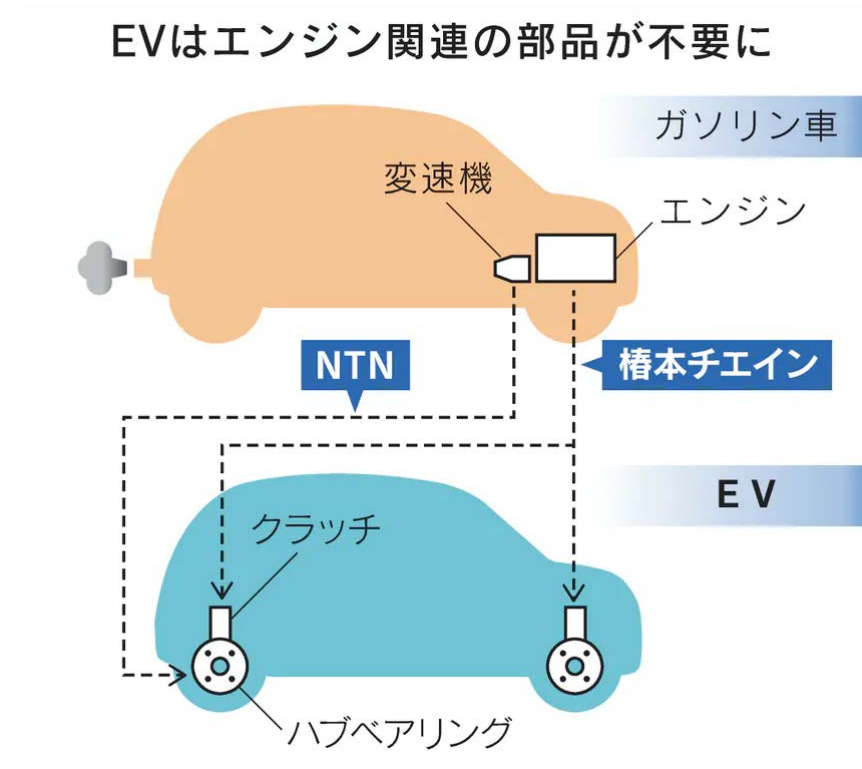 EVはエンジン関連の部品が不要に
ガソリン車
変速機
エンジン
NTN
椿本チエイン
EV
クラッチ
ハブベアリング